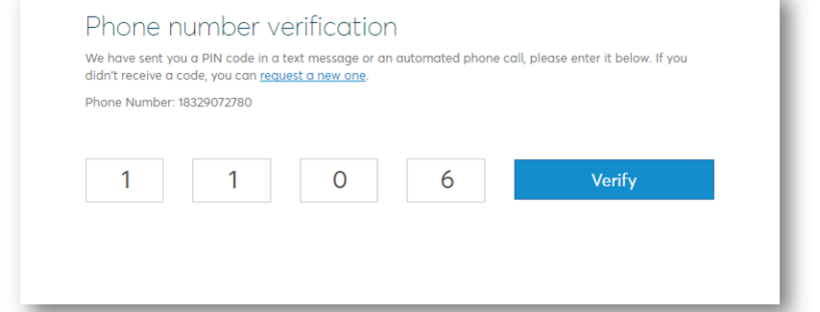 Phone number verification
We have sent you a PIN code in a text message or an automated phone call, please enter it below. If you
didn't receive a code, you can request a new one.
Phone Number: 18329072780
1 1 0 6 Verify